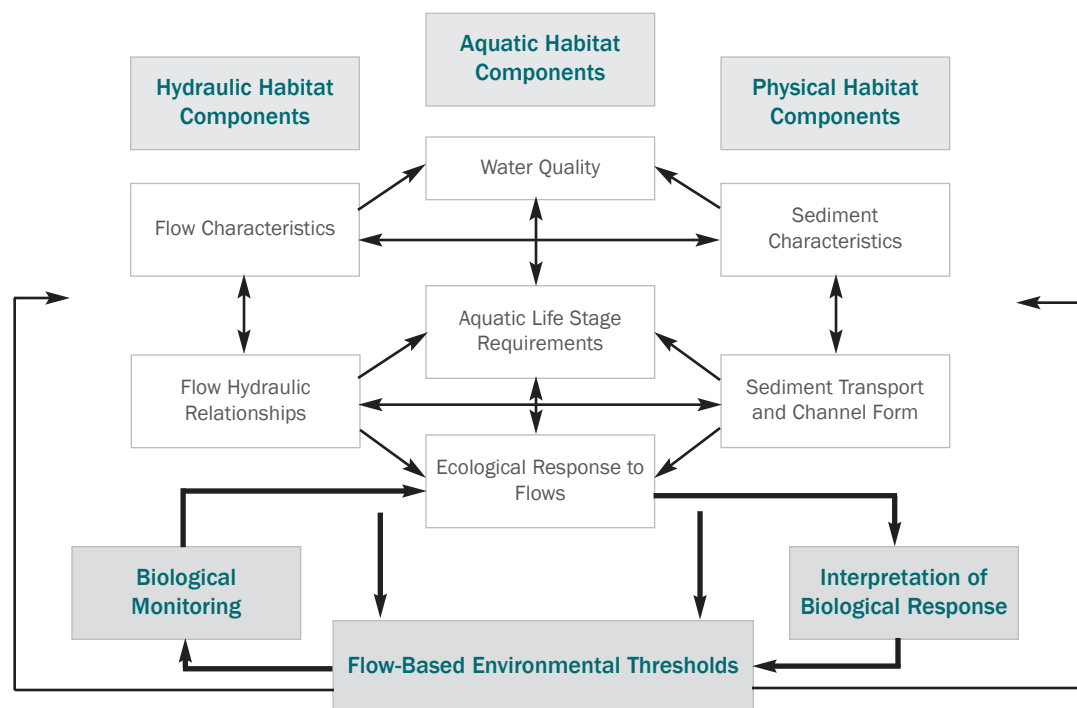 Aquatic Habitat
Components
Hydraulic Habitat
Components
Physical Habitat
Components
Water Quality
Flow Characteristics
Sediment
Characteristics
Aquatic Life Stage
Requirements
Flow Hydraulic
Relationships
Sediment Transport
and Channel Form
Ecological Response to
Flows
Biological
Monitoring
Interpretation of
Biological Response
Flow-Based Environmental Thresholds